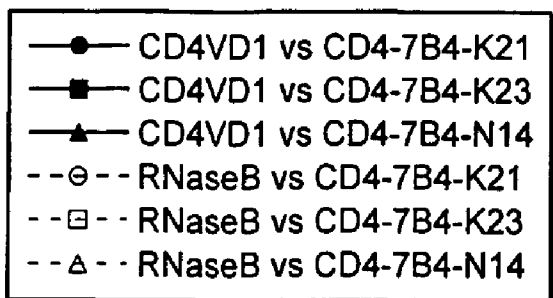 CD4VD1 vs CD4-7B4-K21
CD4VD1 vs CD4-7B4-K23
CD4VD1 vs CD4-7B4-N14
RNaseB vs CD4-7B4-K21
RNaseB vs CD4-7B4-K23
RNaseB vs CD4-7B4-N14